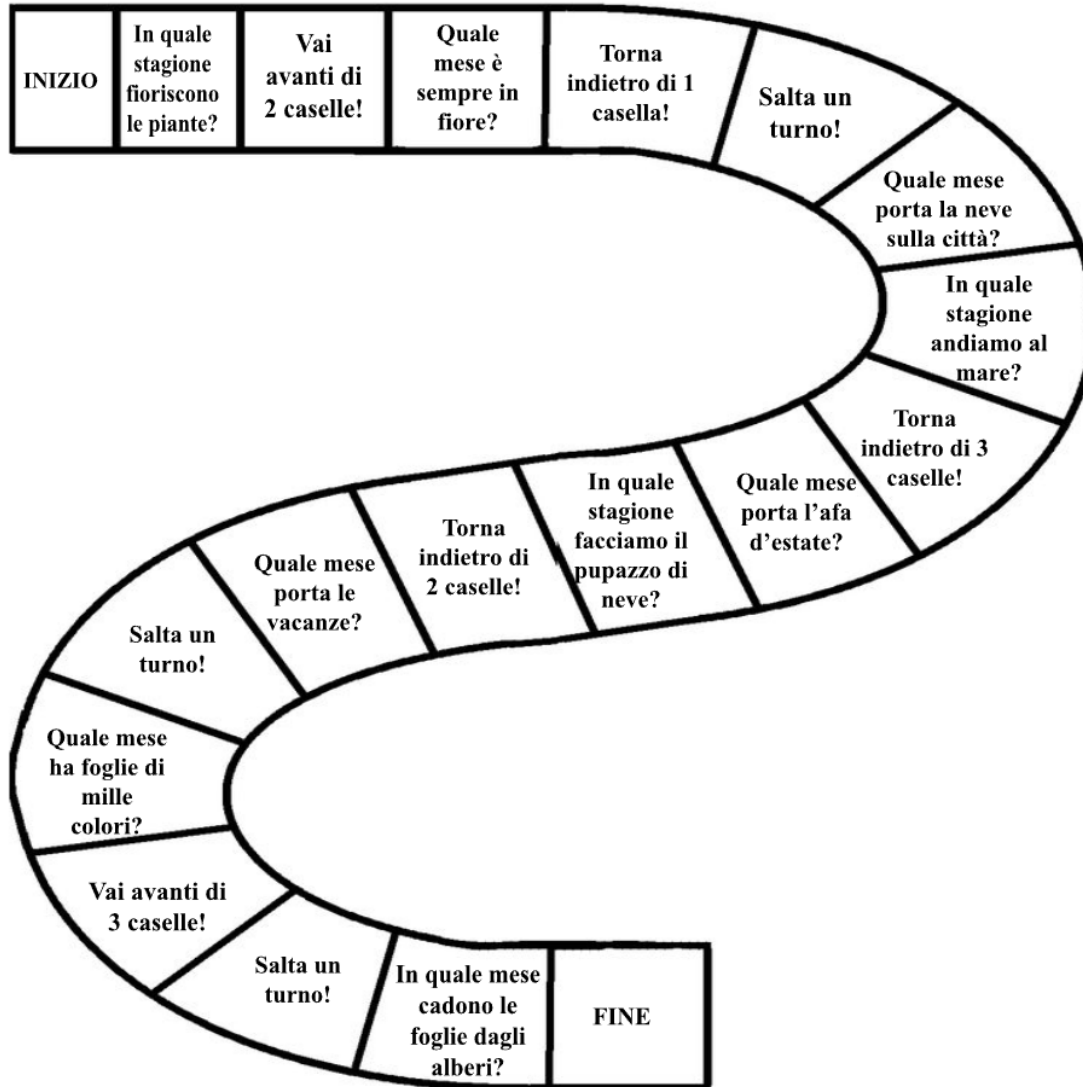 INIZIO
In quale
stagione
fioriscono
le piante?
Vai
avanti di
2 caselle!
Quale
mese è
sempre in
fiore?
Torna
indietro di 1
casella!
Salta un
turno!
Quale mese
porta la neve
sulla città?
In quale
stagione
andiamo al
mare?
Torna
indietro di 3
caselle!
Quale mese
porta l'afa
d'estate?
In quale
stagione
facciamo il
pupazzo di
neve?
Torna
indietro di
2 caselle!
Quale mese
porta le
vacanze?
Salta un
turno!
Quale mese
ha foglie di
mille
colori?
Vai avanti di
3 caselle!
Salta un
turno!
In quale mese
cadono le
foglie dagli
alberi?
FINE